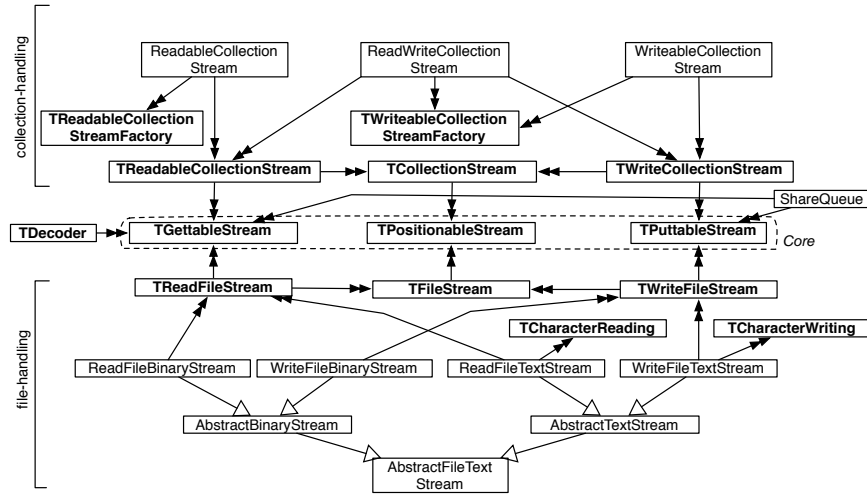 collection-handling
ReadableCollection
Stream
ReadWriteCollection
Stream
WriteableCollection
Stream
TReadableCollection
StreamFactory
TWriteableCollection
StreamFactory
TReadableCollectionStream
TCollectionStream
TWriteCollectionStream
ShareQueue
TDecoder
TGettableStream
TPositionableStream
TPuttableStream
Core
file-handling
TReadFileStream
TFileStream
TWriteFileStream
TCharacterReading
TCharacterWriting
ReadFileBinaryStream
WriteFileBinaryStream
ReadFileTextStream
WriteFileTextStream
AbstractBinaryStream
AbstractTextStream
AbstractFileText
Stream